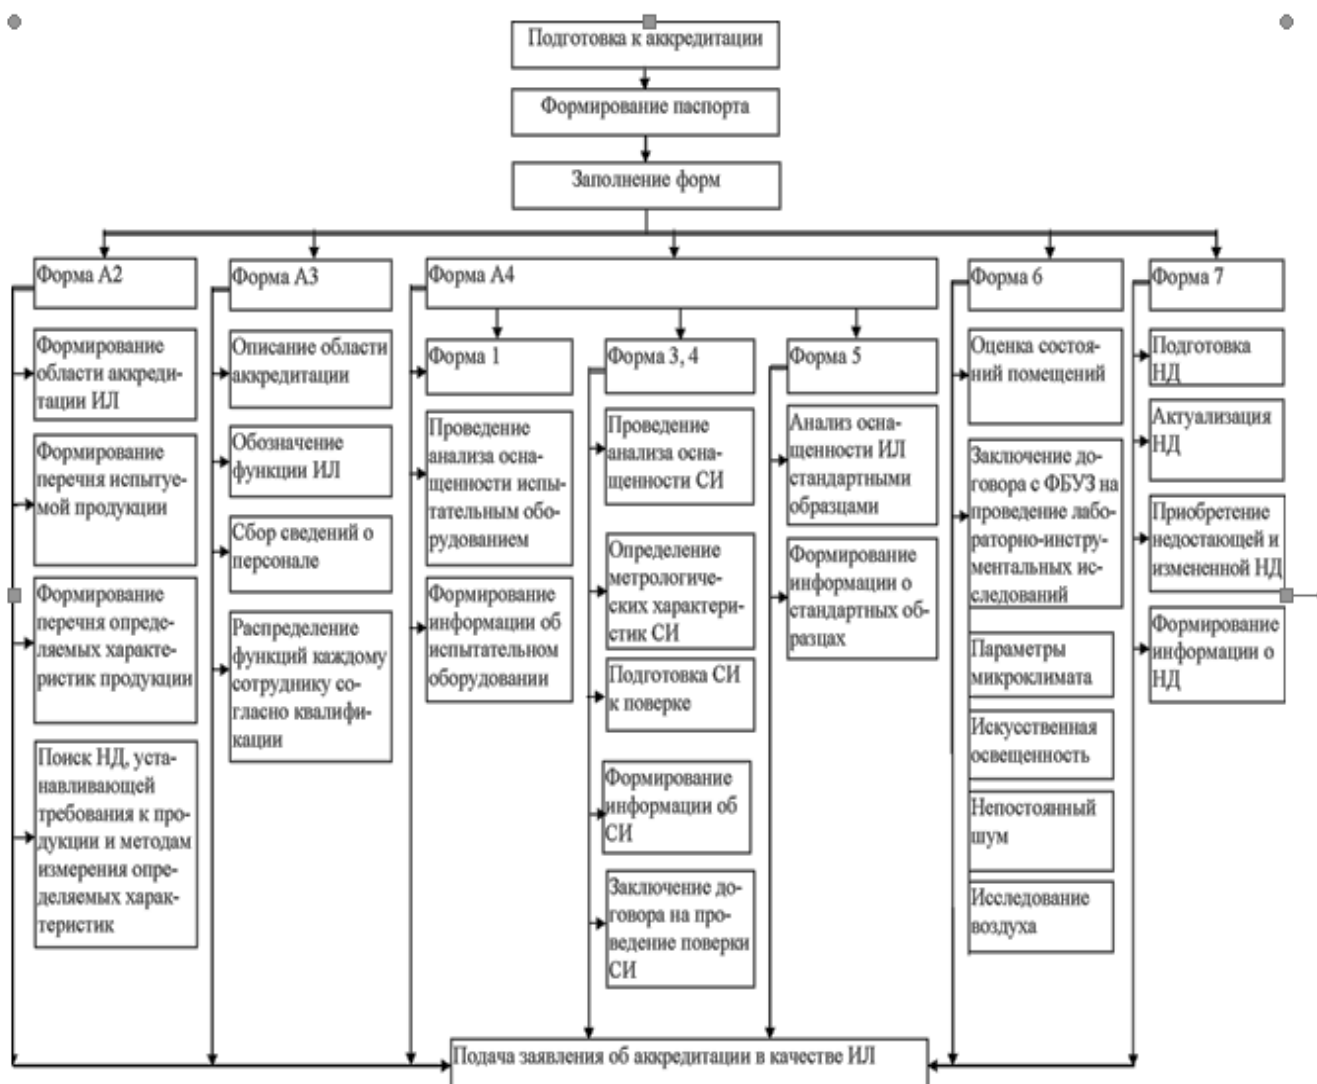 Подготовка к аккредитации
Формирование паспорта
Заполнение форм
Форма А2
Формирование
области аккреди-
тации ИЛ
Формирование
перечня испытуе-
мой продукции
Формирование
перечня опреде-
ляемых характе-
ристик продукции
Поиск НД, уста-
навливающей
требования к про-
дукции и методам
измерения опре-
деляемых харак-
теристик
Форма А3
Описание области
аккредитации
Обозначение
функции ИЛ
Сбор сведений о
персонале
Распределение
функций каждому
сотруднику со-
гласно квалифи-
кации
Форма А4
Форма 1
Проведение
анализа осна-
щенности испы-
тательным обо-
рудованием
Формирование
информации об
испытательном
оборудовании
Форма 3, 4
Проведение
анализа осна-
щенности СИ
Определение
метрологиче-
ских характери-
стик СИ
Подготовка СИ
к поверке
Формирование
информации об
СИ
Заключение до-
говора на про-
ведение поверки
СИ
Форма 5
Анализ осна-
щенности ИЛ
стандартными
образцами
Формирование
информации о
стандартных об-
разцах
Форма 6
Оценка состоя-
ний помещений
Заключение до-
говора с ФБУЗ на
проведение лабо-
раторно-инстру-
ментальных ис-
следований
Параметры
микроклимата
Искусственная
освещенность
Непостоянный
шум
Исследование
воздуха
Форма 7
Подготовка
НД
Актуализация
НД
Приобретение
недостающей и
измененной НД
Формирование
информации о
НД
Подача заявления об аккредитации в качестве ИЛ